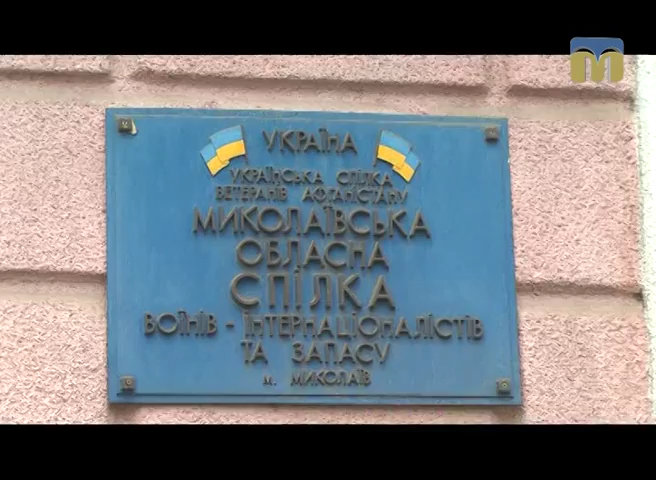 М
УКРАЇНА
УКРАЇНСЬКА СПІЛКА
ВЕТЕРАНІВ АФГАНІСТАНУ
МИКОЛАЇВСЬКА
ОБЛАСНА
СПІЛКА
ВОЇНІВ - ІНТЕРНАЦІОНАЛІСТІВ
ТА ЗАПАСУ
м. МИКОЛАЇВ